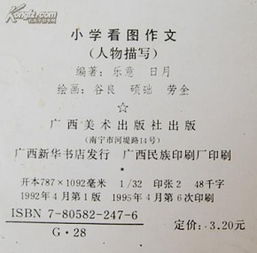 小学看图作文
(人物描写)
编著：乐意 日月
绘画：谷良 硕础 劳金
☆
广西美术出版社出版
(南宁市河堤路14号)
广西新华书店发行 广西民族印刷厂印刷
开本787×1092毫米 1/32 印张2 48千字
1992年4月第1版 1995年4月第6次印刷
ISBN 7-80582-247-6
G·28
定价：3.20元